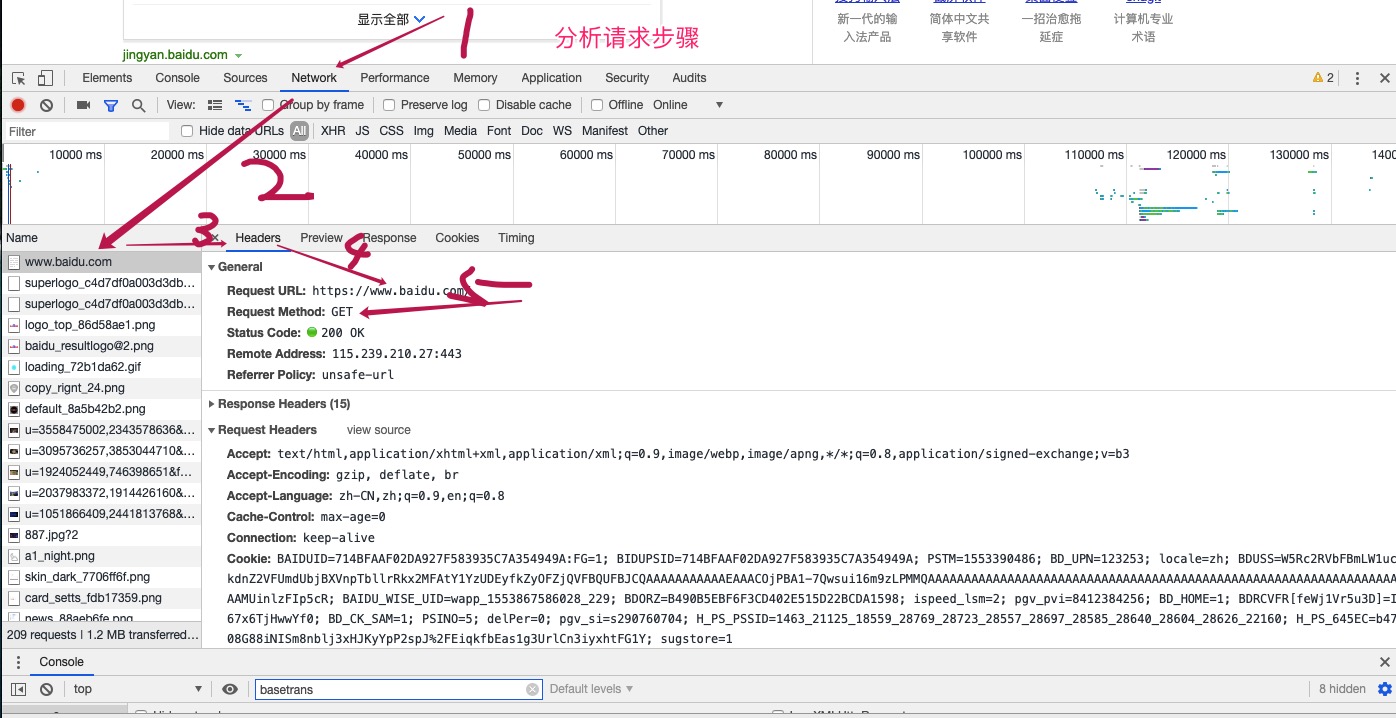 显示全部
搜狗输入法
截屏软件
桌面壁纸
新一代的输
入法产品
简体中文共
享软件
一招治愈拖
延症
计算机专业
术语
1
分析请求步骤
jingyan.baidu.com
Elements Console Sources Network Performance Memory Application Security Audits 2
View: Group by frame Preserve log Disable cache Offline Online
Filter Hide data URLs All XHR JS CSS Img Media Font Doc WS Manifest Other
10000 ms 20000 ms 30000 ms 40000 ms 50000 ms 60000 ms 70000 ms 80000 ms 90000 ms 100000 ms 110000 ms 120000 ms 130000 ms 1400
2
Name 3 Headers Preview Response Cookies Timing
4
www.baidu.com
General
superlogo_c4d7df0a003d3db...
Request URL: https://www.baidu.com/
5
superlogo_c4d7df0a003d3db...
Request Method: GET
logo_top_86d58ae1.png
Status Code: 200 OK
baidu_resultlogo@2.png
Remote Address: 115.239.210.27:443
loading_72b1da62.gif
Referrer Policy: unsafe-url
copy_rignt_24.png
default_8a5b42b2.png
Response Headers (15)
u=3558475002,2343578636&...
Request Headers view source
u=3095736257,3853044710&...
Accept: text/html,application/xhtml+xml,application/xml;q=0.9,image/webp,image/apng,*/*;q=0.8,application/signed-exchange;v=b3
u=1924052449,746398651&f...
Accept-Encoding: gzip, deflate, br
u=2037983372,1914426160&...
Accept-Language: zh-CN,zh;q=0.9,en;q=0.8
u=1051866409,2441813768&...
Cache-Control: max-age=0
887.jpg?2
Connection: keep-alive
a1_night.png
Cookie: BAIDUID=714BFAAF02DA927F583935C7A354949A:FG=1; BIDUPSID=714BFAAF02DA927F583935C7A354949A; PSTM=1553390486; BD_UPN=123253; locale=zh; BDUSS=W5Rc2RVbFBmLW1uc
skin_dark_7706ff6f.png
kdnZ2VFUmdUbjBXVnpTbllrRkx2MFAtY1YzUDEyfkZyOFZjQVFBQUFBJCQAAAAAAAAAAAEAAACOjPBA1-7Qwsui16m9zLPMMQAAAAAAAAAAAAAAAAAAAAAAAAAAAAAAAAAAAAAAAAAAAAAAAAAAAAAAAAAAA
card_setts_fdb17359.png
AAMUinlzFIp5cR; BAIDU_WISE_UID=wapp_1553867586028_229; BDORZ=B490B5EBF6F3CD402E515D22BCDA1598; ispeed_lsm=2; pgv_pvi=8412384256; BD_HOME=1; BDRCVFR[feWj1Vr5u3D]=I
news_88aeb6fe.png
67x6TjHwwYf0; BD_CK_SAM=1; PSINO=5; delPer=0; pgv_si=s290760704; H_PS_PSSID=1463_21125_18559_28769_28723_28557_28697_28585_28640_28604_28626_22160; H_PS_645EC=b47
209 requests | 1.2 MB transferred...
08G88iNISm8nblj3xHJKyYpP2spJ%2FEiqkfbEas1g3UrlCn3iyxhtFG1Y; sugstore=1
Console
top basetrans Default levels 8 hidden